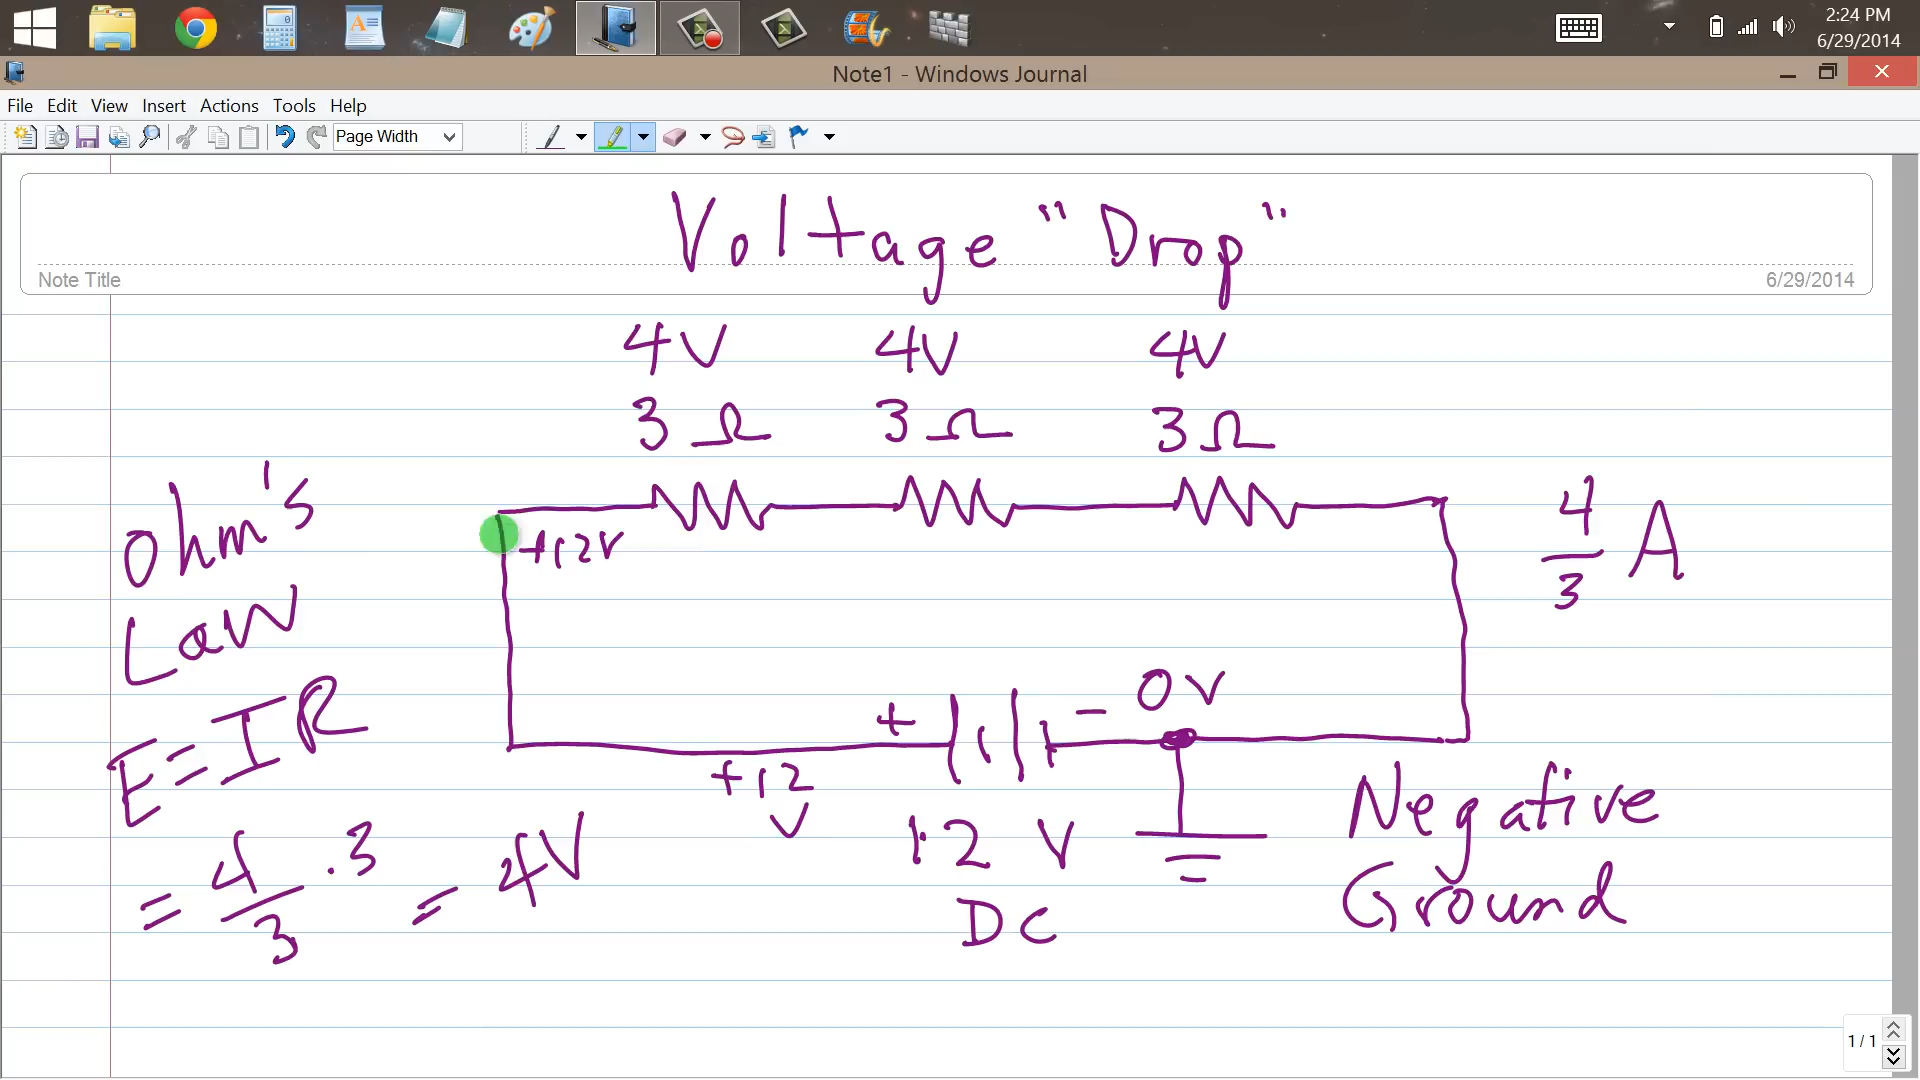 2:24 PM
6/29/2014
Note1 - Windows Journal
File Edit View Insert Actions Tools Help
Page Width
Voltage "Drop"
Note Title 6/29/2014
4V 4V 4V
3 Ω 3 Ω 3 Ω
Ohm's
Law
+12V
4/3 A
E=IR
+ - 0V
+12
V
12 V
DC
Negative
Ground
= 4/3 . 3 = 4V
1 / 1